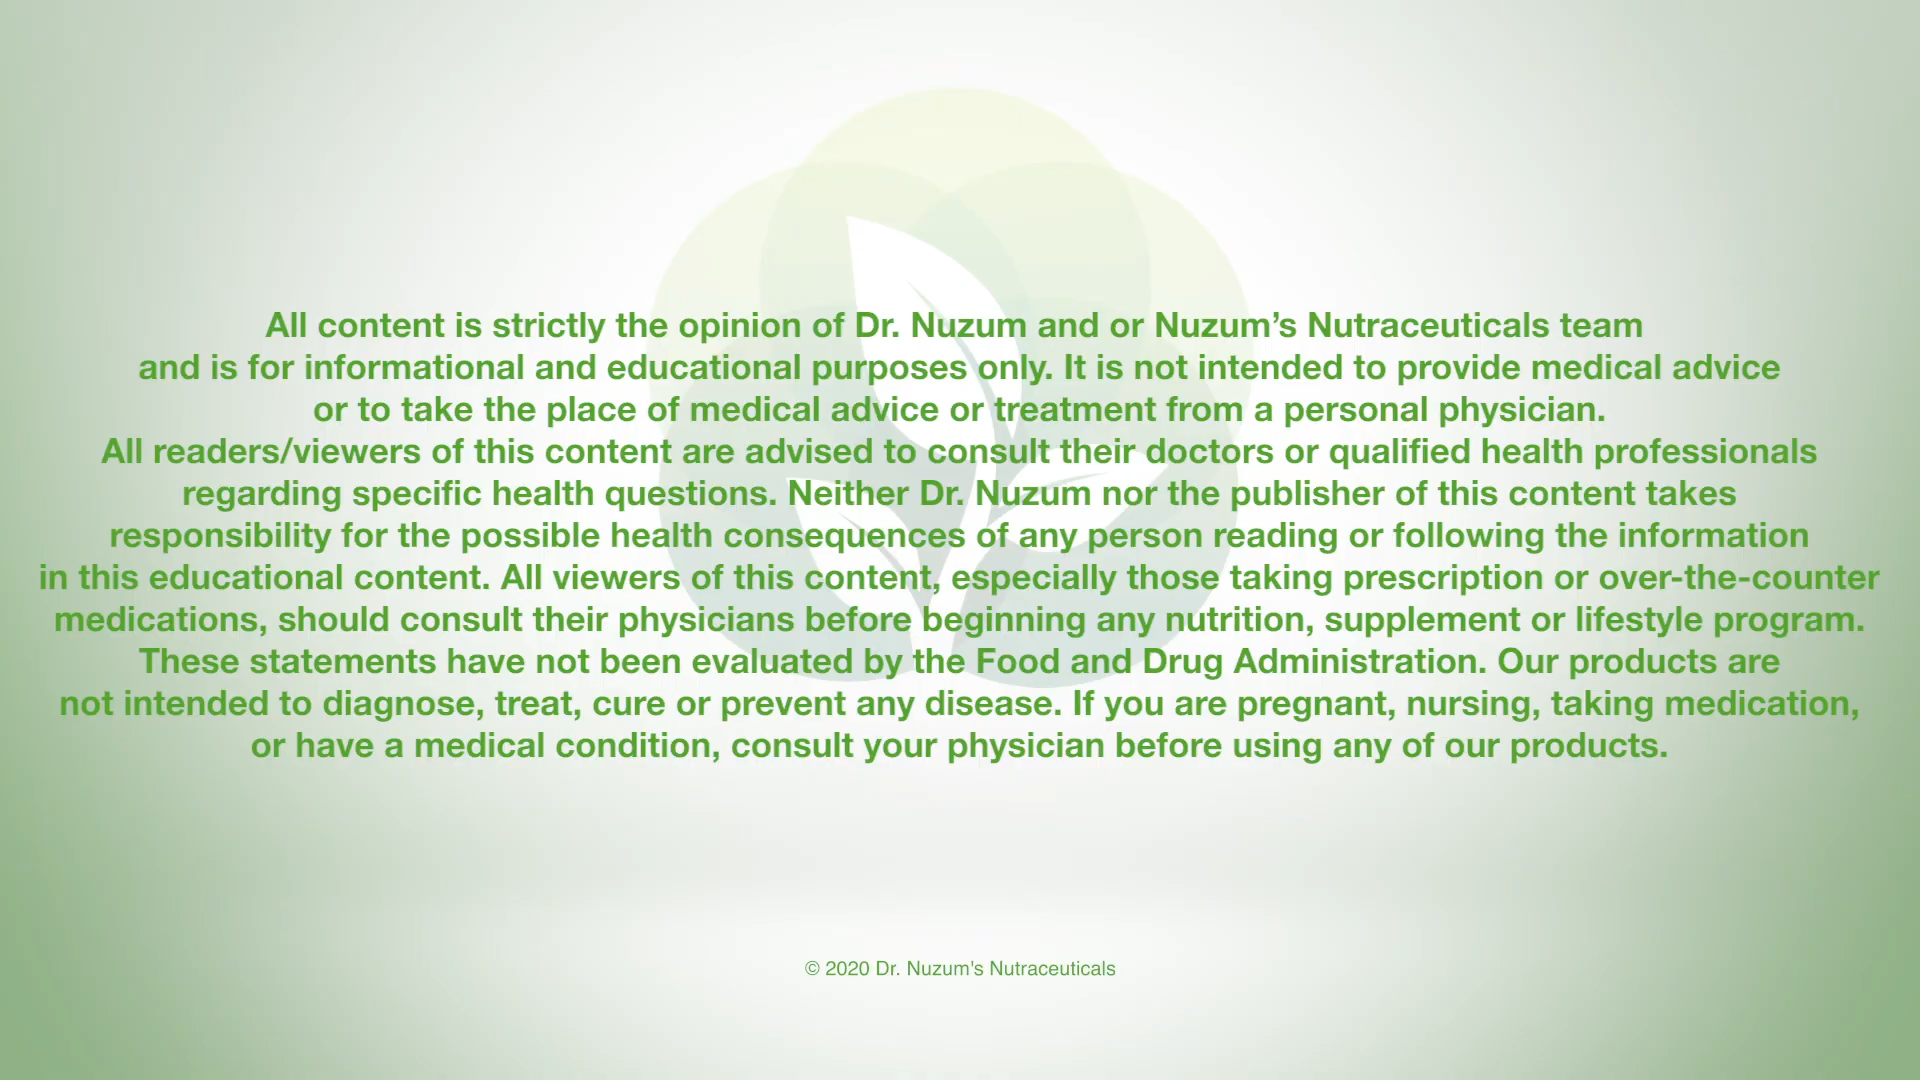 All content is strictly the opinion of Dr. Nuzum and or Nuzum’s Nutraceuticals team
and is for informational and educational purposes only. It is not intended to provide medical advice
or to take the place of medical advice or treatment from a personal physician.
All readers/viewers of this content are advised to consult their doctors or qualified health professionals
regarding specific health questions. Neither Dr. Nuzum nor the publisher of this content takes
responsibility for the possible health consequences of any person reading or following the information
in this educational content. All viewers of this content, especially those taking prescription or over-the-counter
medications, should consult their physicians before beginning any nutrition, supplement or lifestyle program.
These statements have not been evaluated by the Food and Drug Administration. Our products are
not intended to diagnose, treat, cure or prevent any disease. If you are pregnant, nursing, taking medication,
or have a medical condition, consult your physician before using any of our products.
© 2020 Dr. Nuzum's Nutraceuticals